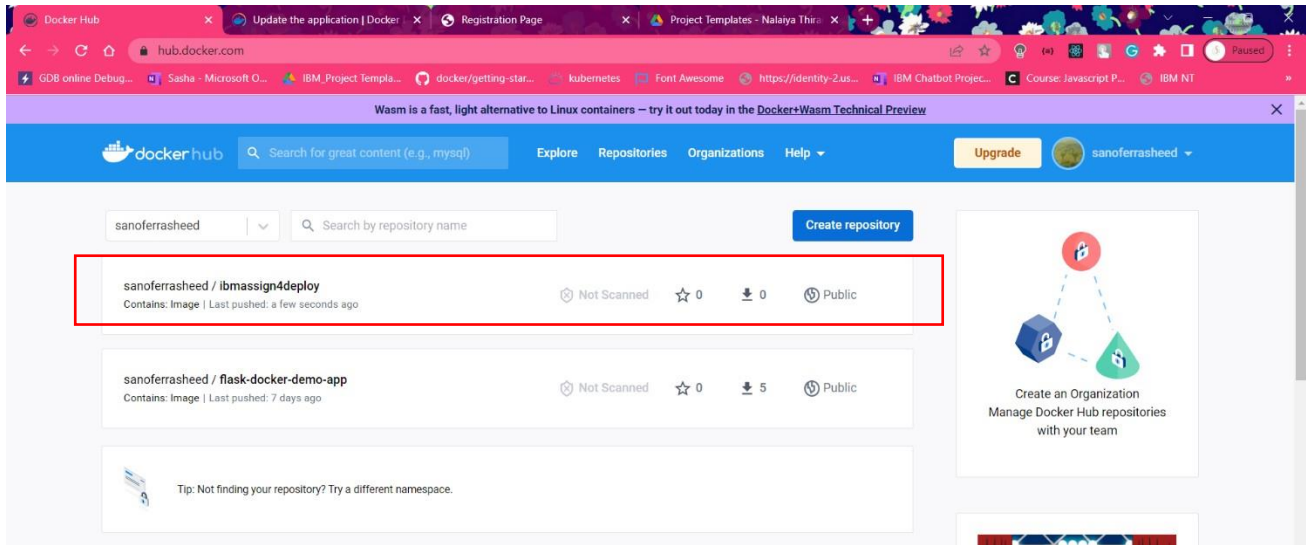 Docker Hub
Update the application | Docker
Registration Page
Project Templates - Nalaiya Thira
hub.docker.com
Paused
GDB online Debug...
Sasha - Microsoft O...
IBM_Project Templa...
docker/getting-star...
kubernetes
Font Awesome
https://identity-2.us...
IBM Chatbot Projec...
Course: Javascript P...
IBM NT
Wasm is a fast, light alternative to Linux containers — try it out today in the Docker+Wasm Technical Preview
dockerhub
Search for great content (e.g., mysql)
Explore
Repositories
Organizations
Help
Upgrade
sanoferrasheed
sanoferrasheed
Search by repository name
Create repository
sanoferrasheed / ibmassign4deploy
Contains: Image | Last pushed: a few seconds ago
Not Scanned
0
0
Public
sanoferrasheed / flask-docker-demo-app
Contains: Image | Last pushed: 7 days ago
Not Scanned
0
5
Public
Create an Organization
Manage Docker Hub repositories
with your team
Tip: Not finding your repository? Try a different namespace.